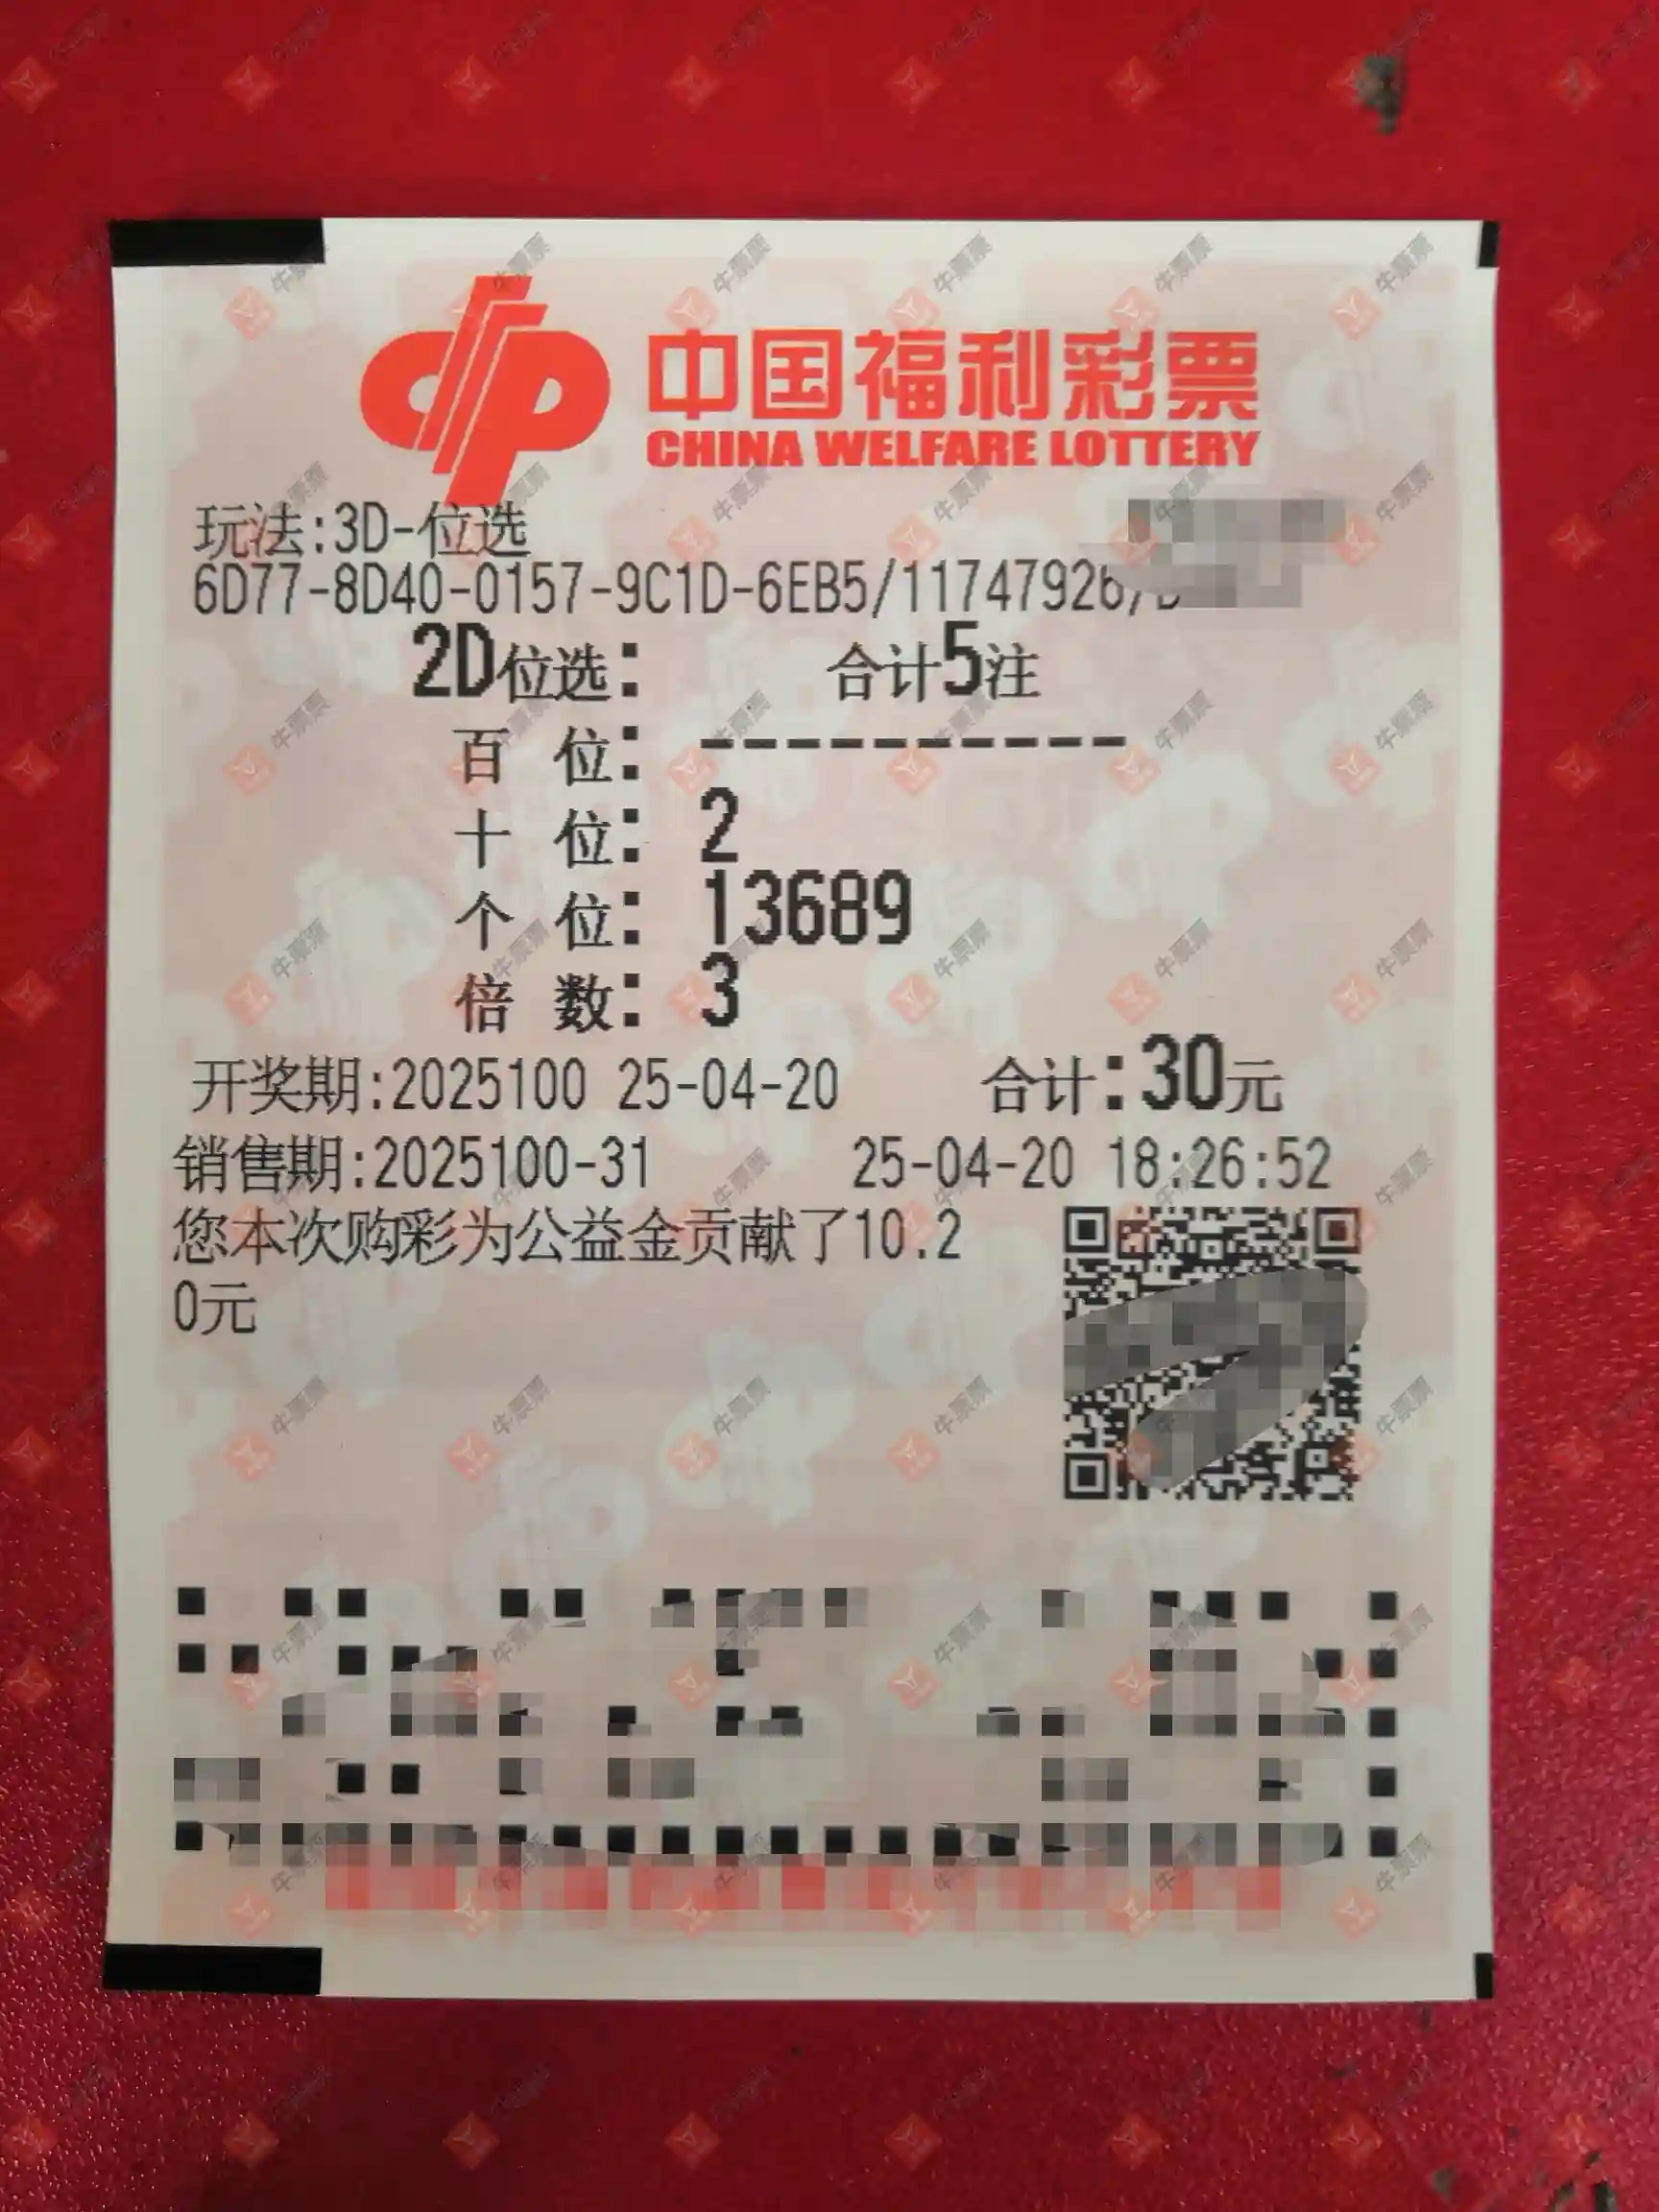 中国福利彩票
CHINA WELFARE LOTTERY
玩法:3D-位选
6D77-8D40-0157-9C1D-6EB5/11747926/
2D位选: 合计5注
百 位: ----------
十 位: 2
个 位: 13689
倍 数: 3
开奖期:2025100 25-04-20 合计:30元
销售期:2025100-31 25-04-20 18:26:52
您本次购彩为公益金贡献了10.2
0元
牛票票